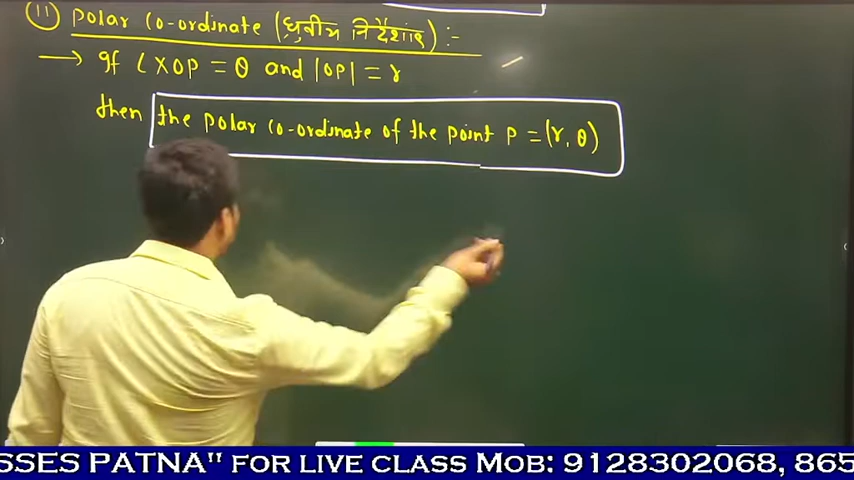 (11) Polar Co-ordinate (ध्रुवीय निर्देशांक) :-
→ If ∠XOP = θ and |OP| = r
then the polar co-ordinate of the point P = (r, θ)
SSES PATNA" FOR LIVE CLASS MOB: 9128302068, 865